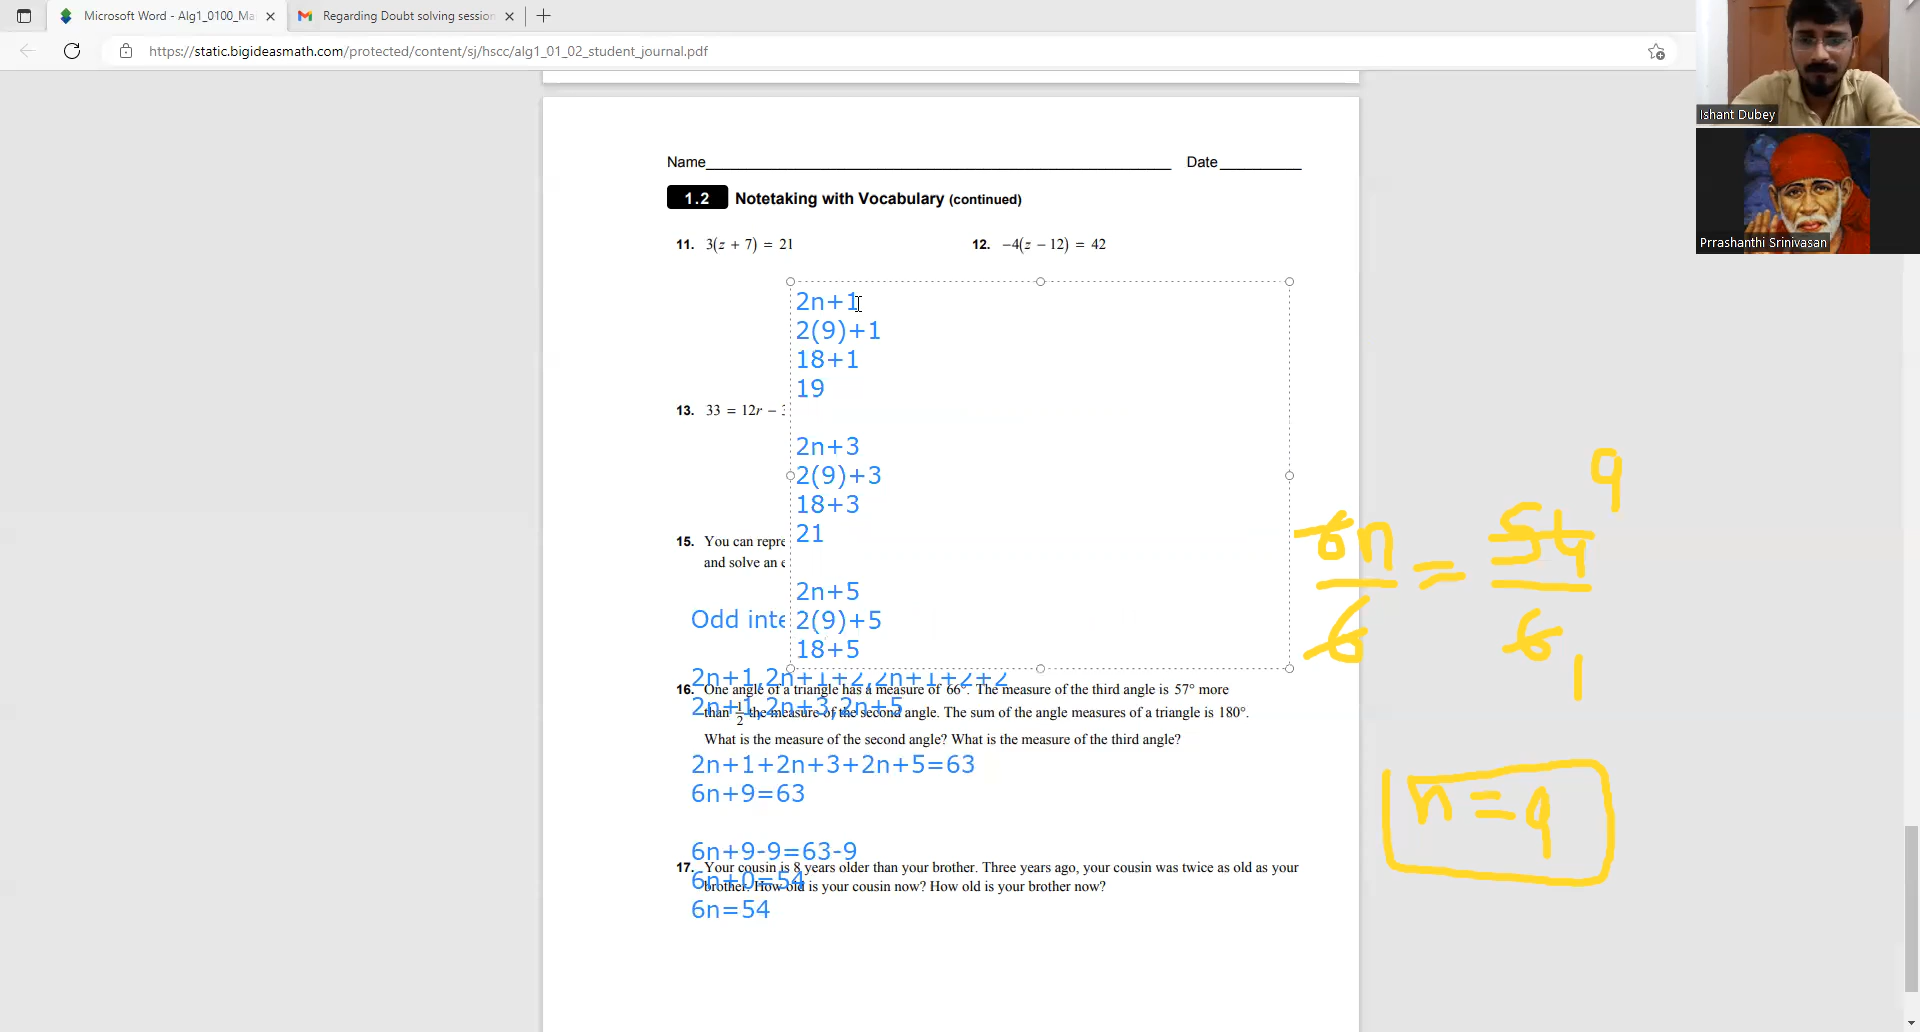 Microsoft Word - Alg1_0100_Ma
Regarding Doubt solving session
https://static.bigideasmath.com/protected/content/sj/hscc/alg1_01_02_student_journal.pdf
Ishant Dubey
Prrashanthi Srinivasan
Name Date
1.2 Notetaking with Vocabulary (continued)
11. 3(z + 7) = 21
12. −4(z − 12) = 42
2n+1
2(9)+1
18+1
19
13. 33 = 12r −
2n+3
2(9)+3
18+3
21
15. You can repre
and solve an e
2n+5
2(9)+5
18+5
Odd inte
2n+1,2n+1+2,2n+1+2+2
2n+1,2n+3,2n+5
16. One angle of a triangle has a measure of 66°. The measure of the third angle is 57° more
than 1/2 the measure of the second angle. The sum of the angle measures of a triangle is 180°.
What is the measure of the second angle? What is the measure of the third angle?
2n+1+2n+3+2n+5=63
6n+9=63
6n+9-9=63-9
6n+0=54
6n=54
17. Your cousin is 8 years older than your brother. Three years ago, your cousin was twice as old as your
brother. How old is your cousin now? How old is your brother now?
9
6n = 54
6 6
1
n=9